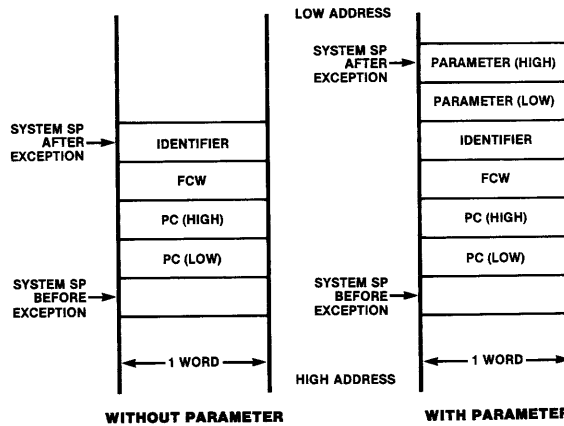 LOW ADDRESS
SYSTEM SP
AFTER
EXCEPTION
IDENTIFIER
FCW
PC (HIGH)
PC (LOW)
SYSTEM SP
BEFORE
EXCEPTION
1 WORD
WITHOUT PARAMETER
SYSTEM SP
AFTER
EXCEPTION
PARAMETER (HIGH)
PARAMETER (LOW)
IDENTIFIER
FCW
PC (HIGH)
PC (LOW)
SYSTEM SP
BEFORE
EXCEPTION
1 WORD
HIGH ADDRESS
WITH PARAMETER